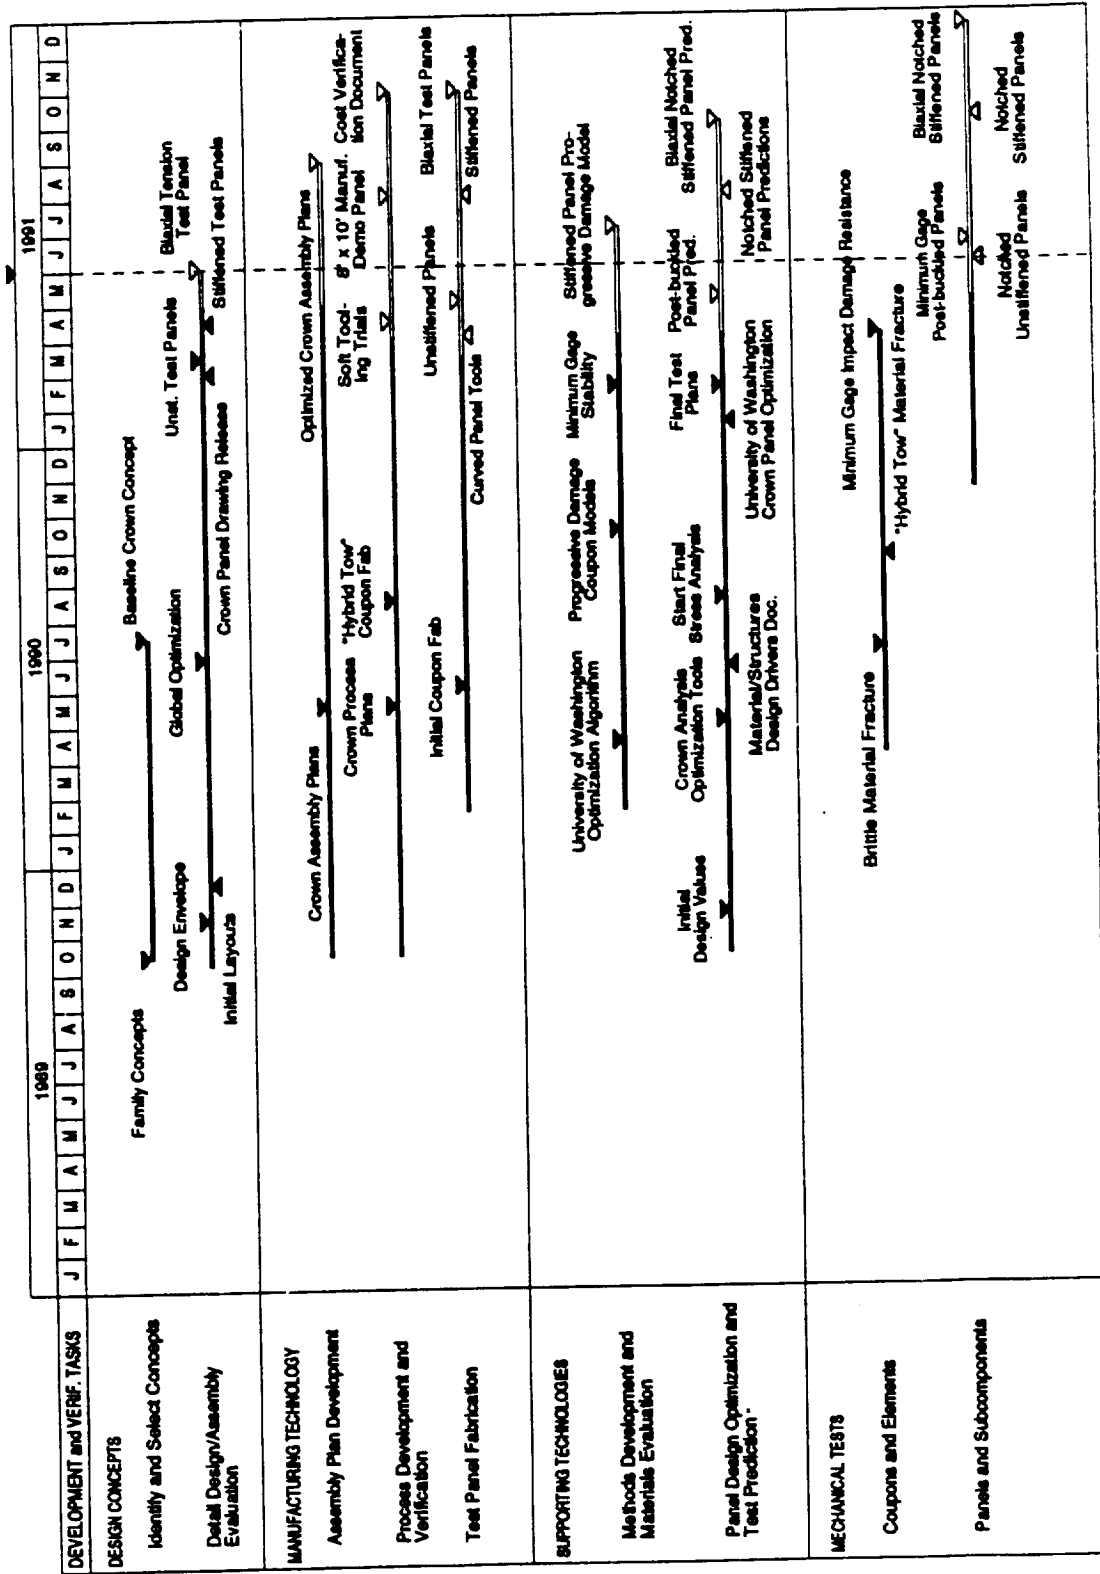 1989
1990
1991
DEVELOPMENT and VERIF. TASKS
J F M A M J J A S O N D J F M A M J J A S O N D J F M A M J J A S O N D
DESIGN CONCEPTS
Identify and Select Concepts
Family Concepts
Baseline Crown Concept
Detail Design/Assembly
Evaluation
Design Envelope
Global Optimization
Unst. Test Panels
Biaxial Tension
Test Panel
Initial Layouts
Crown Panel Drawing Release
Stiffened Test Panels
MANUFACTURING TECHNOLOGY
Assembly Plan Development
Crown Assembly Plans
Optimized Crown Assembly Plans
Process Development and
Verification
Crown Process
Plans
"Hybrid Tow"
Coupon Fab
Soft Tool-
ing Trials
8' x 10' Manuf.
Demo Panel
Cost Verifica-
tion Document
Test Panel Fabrication
Initial Coupon Fab
Unstiffened Panels
Biaxial Test Panels
Curved Panel Tools
Stiffened Panels
SUPPORTING TECHNOLOGIES
Methods Development and
Materials Evaluation
University of Washington
Optimization Algorithm
Progressive Damage
Coupon Models
Minimum Gage
Stability
Stiffened Panel Pro-
gressive Damage Model
Panel Design Optimization and
Test Prediction
Initial
Design Values
Crown Analysis
Optimization Tools
Start Final
Stress Analysis
Final Test
Plans
Post-buckled
Panel Pred.
Biaxial Notched
Stiffened Panel Pred.
Material/Structures
Design Drivers Doc.
University of Washington
Crown Panel Optimization
Notched Stiffened
Panel Predictions
MECHANICAL TESTS
Coupons and Elements
Brittle Material Fracture
Minimum Gage Impact Damage Resistance
"Hybrid Tow" Material Fracture
Panels and Subcomponents
Minimum Gage
Post-buckled Panels
Biaxial Notched
Stiffened Panels
Notched
Unstiffened Panels
Notched
Stiffened Panels